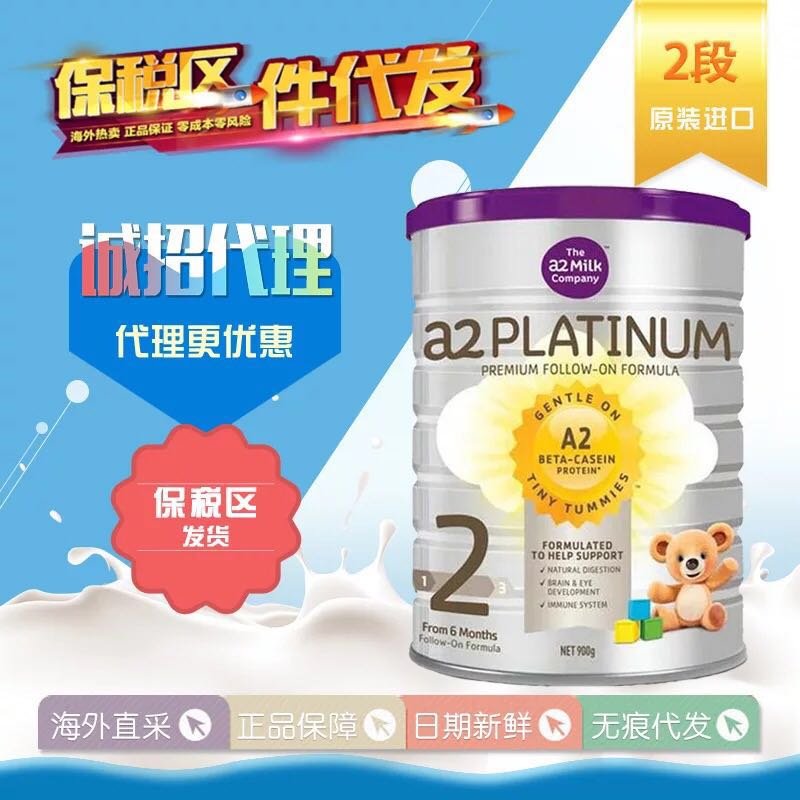 保税区一件代发
海外热卖 正品保证 零成本零风险
2段
原装进口
诚招代理
代理更优惠
保税区
发货
The
a2 Milk
Company
™
a2 PLATINUM™
PREMIUM FOLLOW-ON FORMULA
GENTLE ON
A2
BETA-CASEIN
PROTEIN*
TINY TUMMIES
1 2 3
From 6 Months
Follow-On Formula
FORMULATED
TO HELP SUPPORT
✓ NATURAL DIGESTION
✓ BRAIN & EYE
DEVELOPMENT
✓ IMMUNE SYSTEM
NET 900g
海外直采
正品保障
日期新鲜
无痕代发